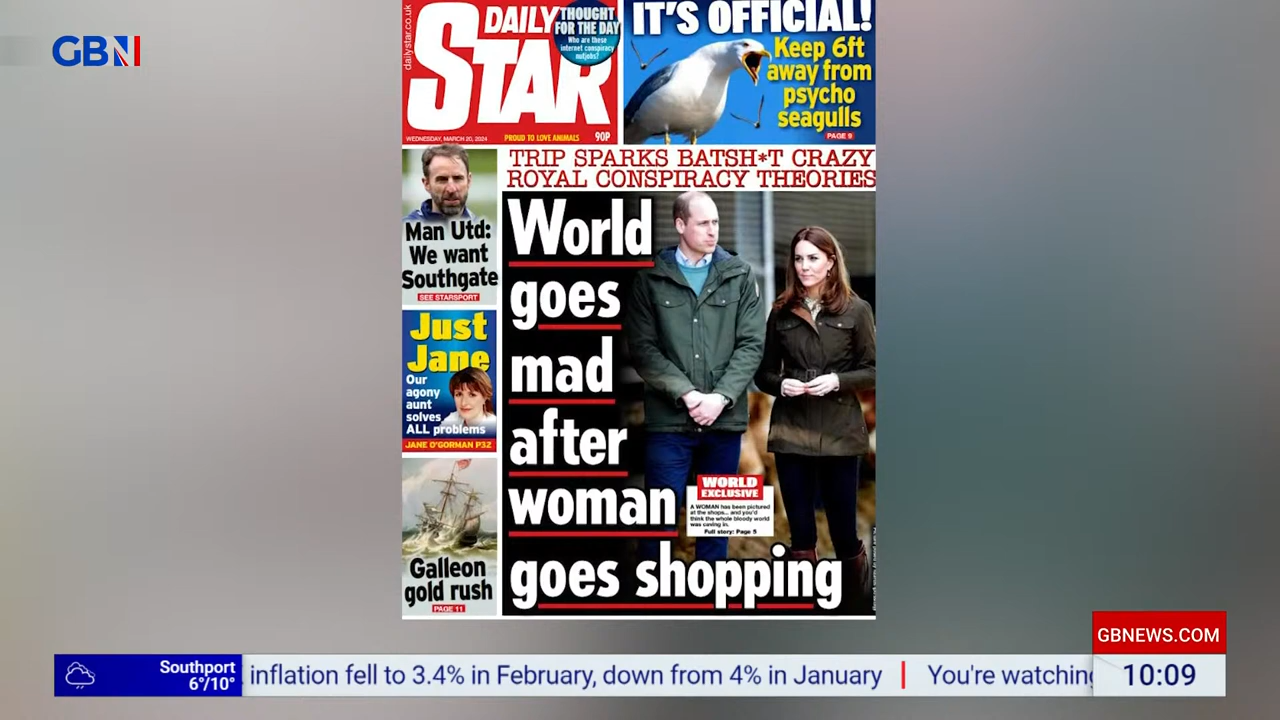 GBN
dailystar.co.uk
DAILY
STAR
THOUGHT
FOR THE DAY
Who are these
internet conspiracy
nutjobs?
WEDNESDAY, MARCH 20, 2024
PROUD TO LOVE ANIMALS
90P
IT'S OFFICIAL!
Keep 6ft
away from
psycho
seagulls
PAGE 9
Man Utd:
We want
Southgate
SEE STARSPORT
Just
Jane
Our
agony
aunt
solves
ALL problems
JANE O'GORMAN P32
Galleon
gold rush
PAGE 11
TRIP SPARKS BATSH*T CRAZY
ROYAL CONSPIRACY THEORIES
World
goes
mad
after
woman
goes shopping
WORLD
EXCLUSIVE
A WOMAN has been pictured
at the shops... and you'd
think the whole bloody world
was caving in.
Full story: Page 5
GBNEWS.COM
Southport
6°/10°
inflation fell to 3.4% in February, down from 4% in January
You're watching
10:09